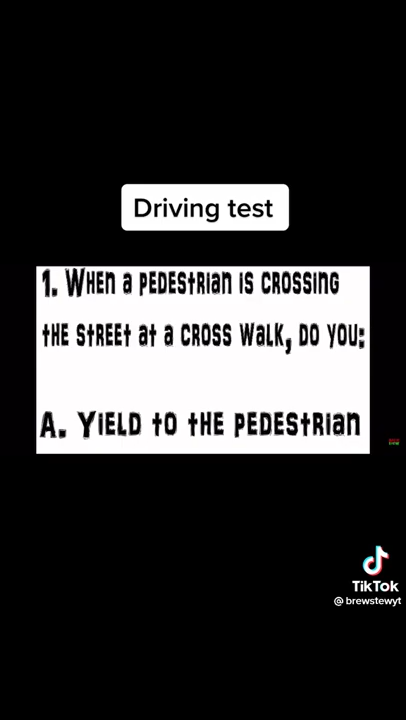 Driving test
1. When a pedestrian is crossing
the street at a cross walk, do you:
A. Yield to the pedestrian
TikTok
@brewstewyt